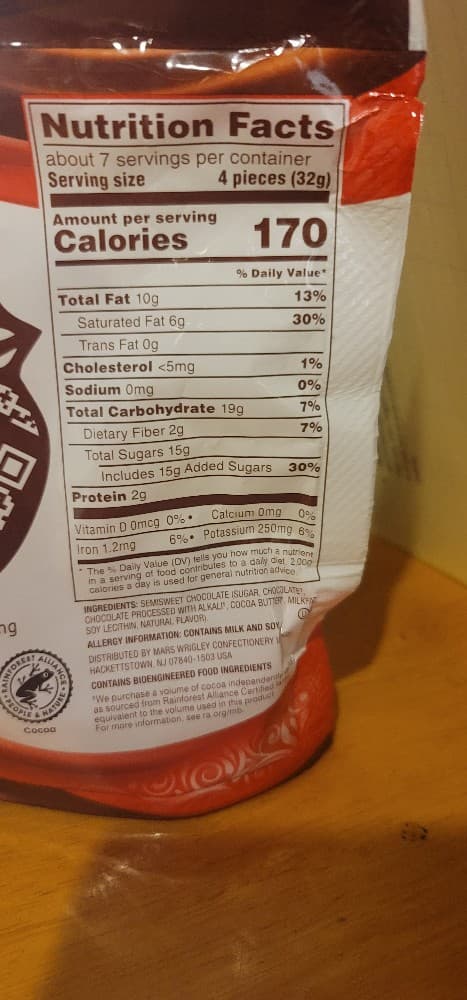 Nutrition Facts
about 7 servings per container
Serving size 4 pieces (32g)
Amount per serving
Calories 170
% Daily Value*
Total Fat 10g 13%
Saturated Fat 6g 30%
Trans Fat 0g
Cholesterol <5mg 1%
Sodium 0mg 0%
Total Carbohydrate 19g 7%
Dietary Fiber 2g 7%
Total Sugars 15g
Includes 15g Added Sugars 30%
Protein 2g
Vitamin D 0mcg 0% • Calcium 0mg 0%
Iron 1.2mg 6% • Potassium 250mg 6%
* The % Daily Value (DV) tells you how much a nutrient
in a serving of food contributes to a daily diet. 2,000
calories a day is used for general nutrition advice.
INGREDIENTS: SEMISWEET CHOCOLATE (SUGAR, CHOCOLATE,
CHOCOLATE PROCESSED WITH ALKALI*, COCOA BUTTER*, MILKFAT
SOY LECITHIN, NATURAL FLAVOR).
ALLERGY INFORMATION: CONTAINS MILK AND SOY
DISTRIBUTED BY MARS WRIGLEY CONFECTIONERY
HACKETTSTOWN, NJ 07840-1503 USA
CONTAINS BIOENGINEERED FOOD INGREDIENTS
*We purchase a volume of cocoa independently
as sourced from Rainforest Alliance Certified
equivalent to the volume used in this product.
For more information, see ra.org/mb.
ng
RAINFOREST ALLIANCE
PEOPLE & NATURE
Cocoa